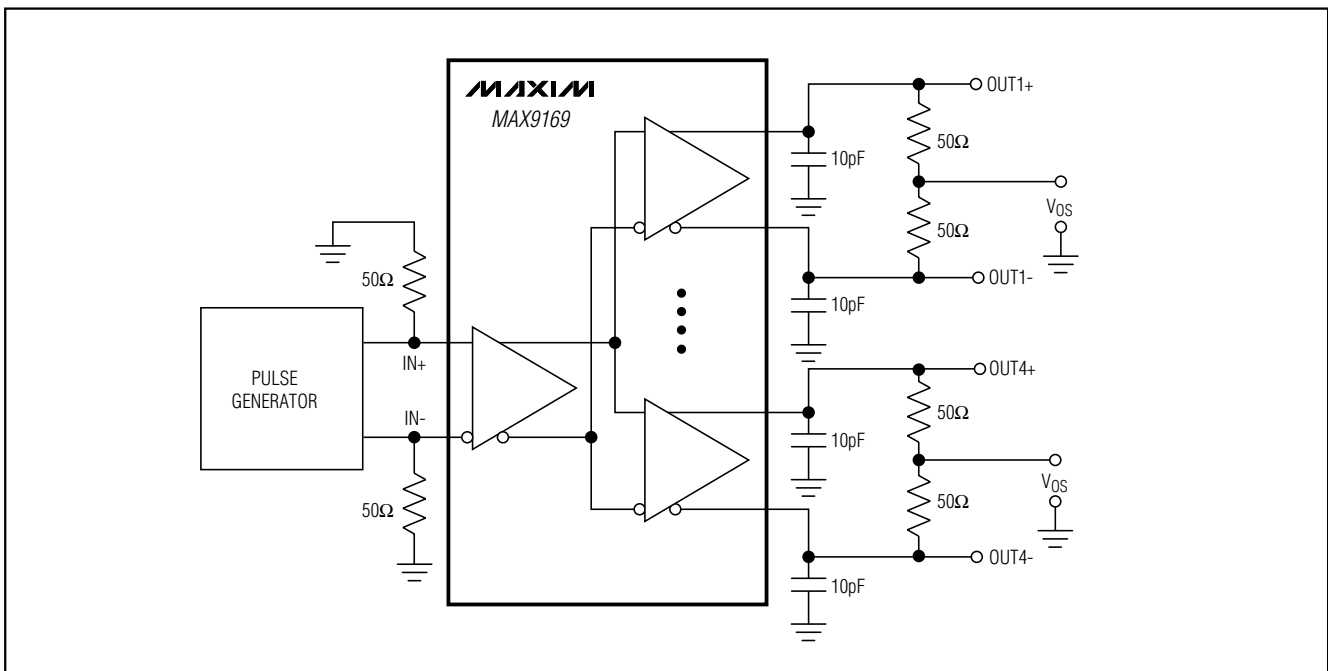 MAXIM
MAX9169
OUT1+
50Ω
10pF
VOS
50Ω
OUT1-
10pF
50Ω
IN+
PULSE
GENERATOR
IN-
50Ω
OUT4+
50Ω
10pF
VOS
50Ω
OUT4-
10pF